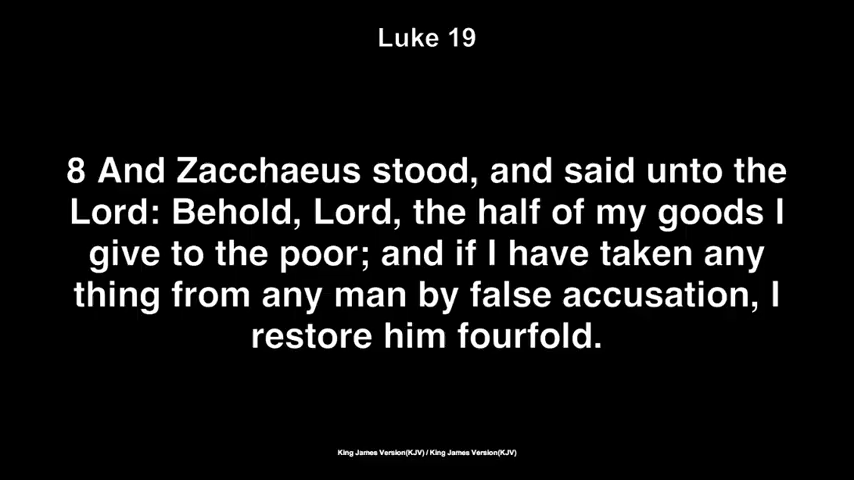 Luke 19
8 And Zacchaeus stood, and said unto the
Lord: Behold, Lord, the half of my goods I
give to the poor; and if I have taken any
thing from any man by false accusation, I
restore him fourfold.
King James Version(KJV) / King James Version(KJV)